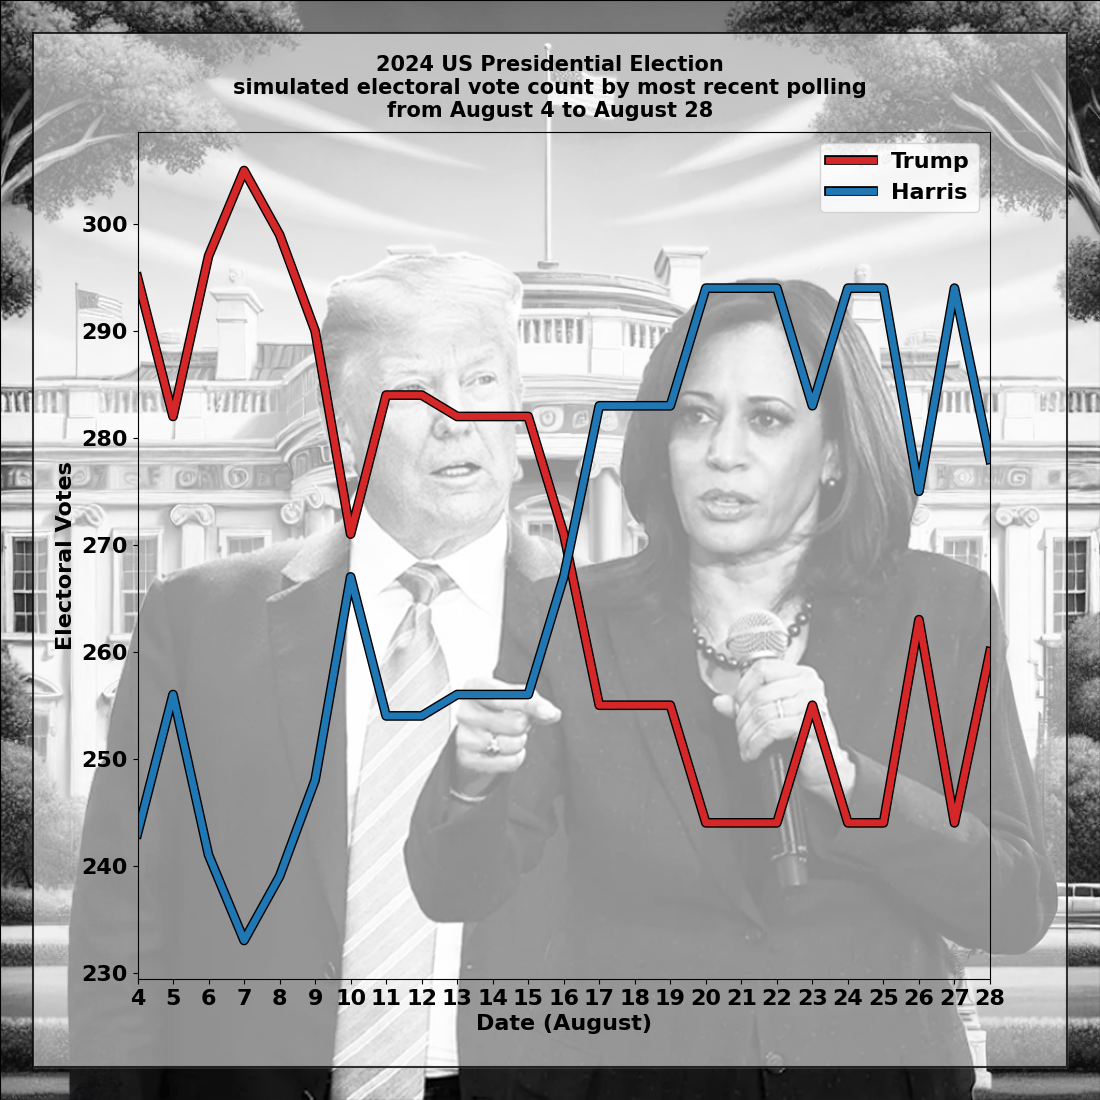 2024 US Presidential Election
simulated electoral vote count by most recent polling
from August 4 to August 28
Trump
Harris
300
290
280
270
260
250
240
230
Electoral Votes
4 5 6 7 8 9 10 11 12 13 14 15 16 17 18 19 20 21 22 23 24 25 26 27 28
Date (August)